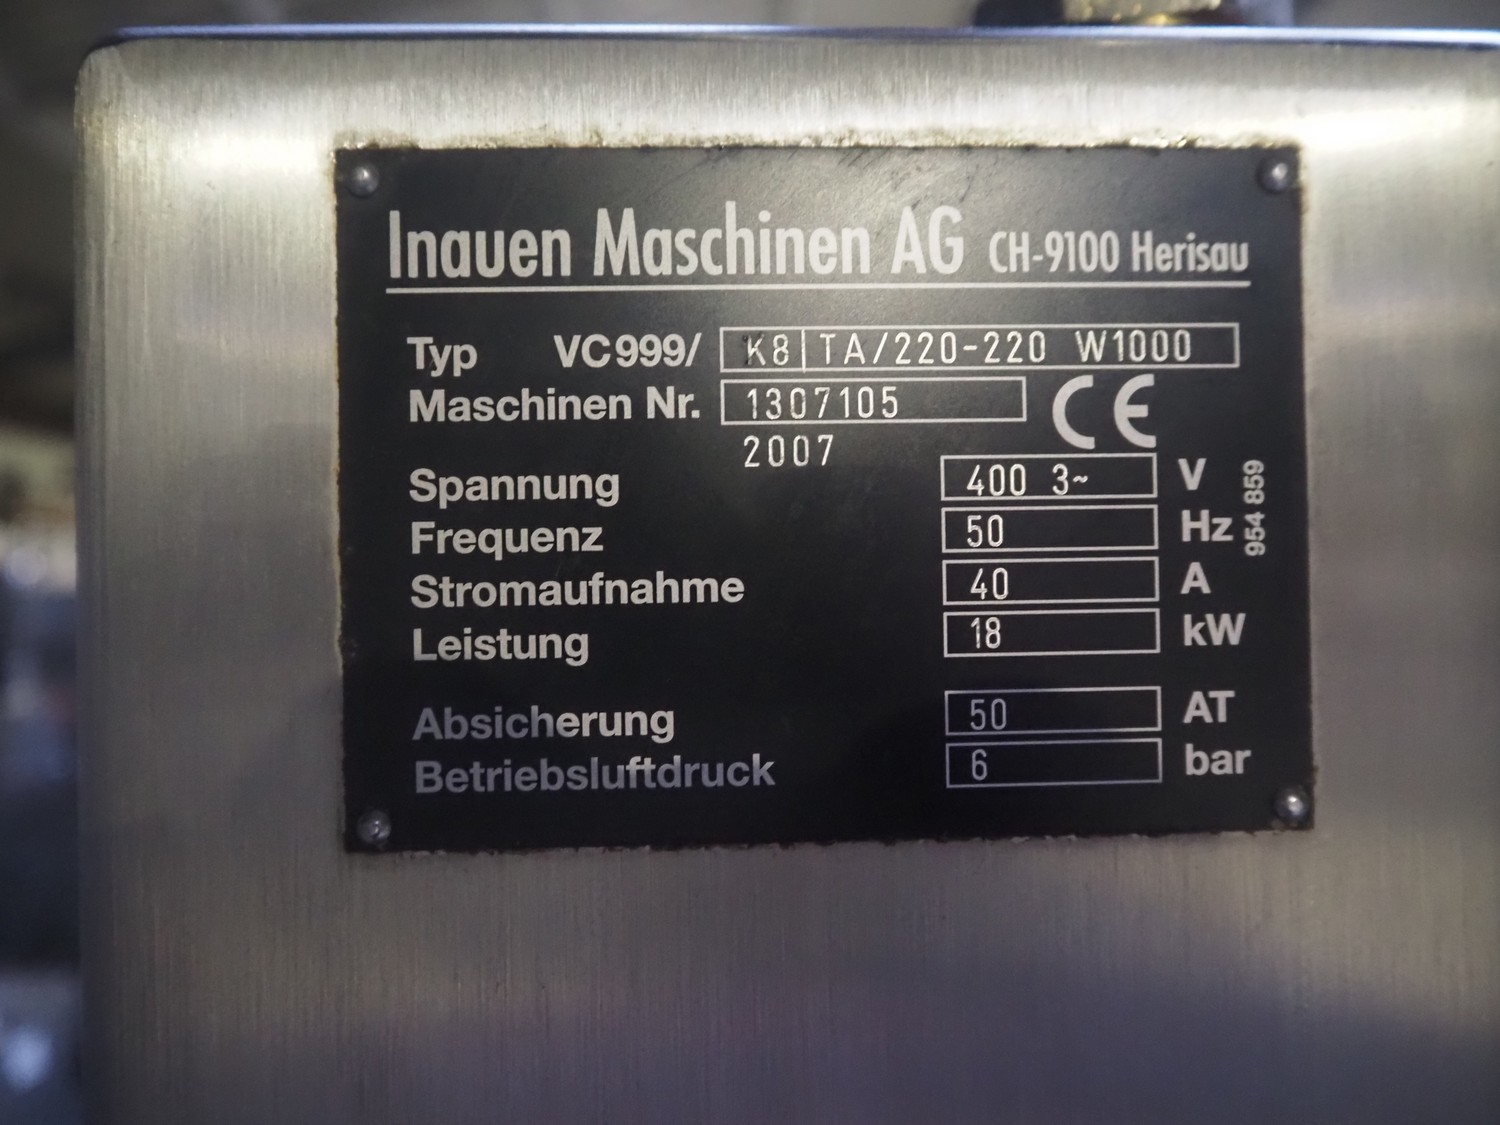 Inauen Maschinen AG CH-9100 Herisau
Typ VC999/ K8|TA/220-220 W1000
Maschinen Nr. 1307105 CE
2007
Spannung 400 3~ V
Frequenz 50 Hz
Stromaufnahme 40 A
Leistung 18 kW
954 859
Absicherung 50 AT
Betriebsluftdruck 6 bar